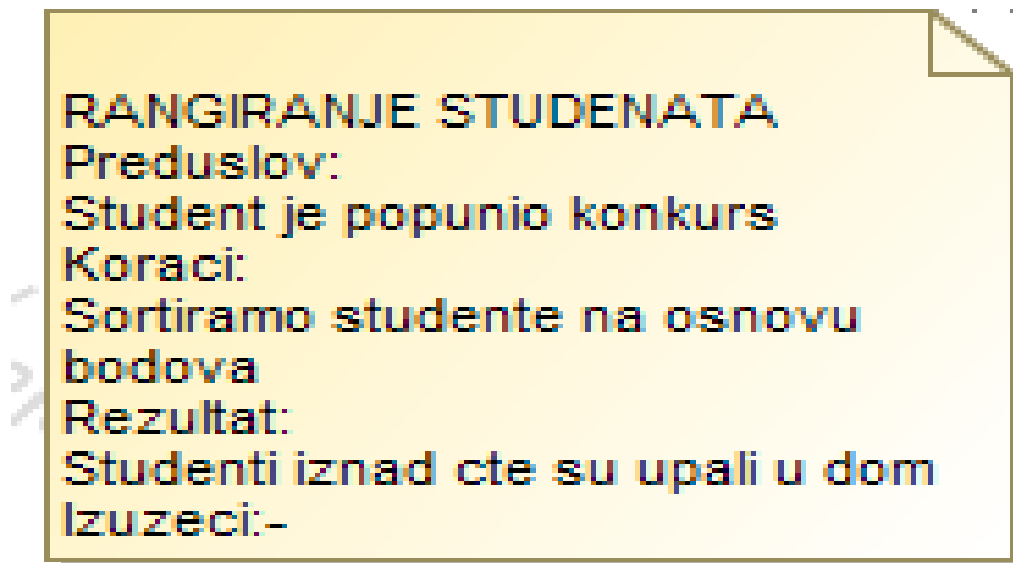 RANGIRANJE STUDENATA
Preduslov:
Student je popunio konkurs
Koraci:
Sortiramo studente na osnovu
bodova
Rezultat:
Studenti iznad cte su upali u dom
Izuzeci:-